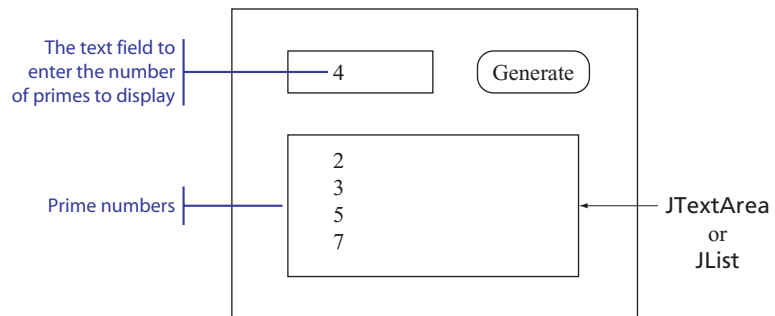 The text field to
enter the number
of primes to display
4
Generate
Prime numbers
2
3
5
7
JTextArea
or
JList